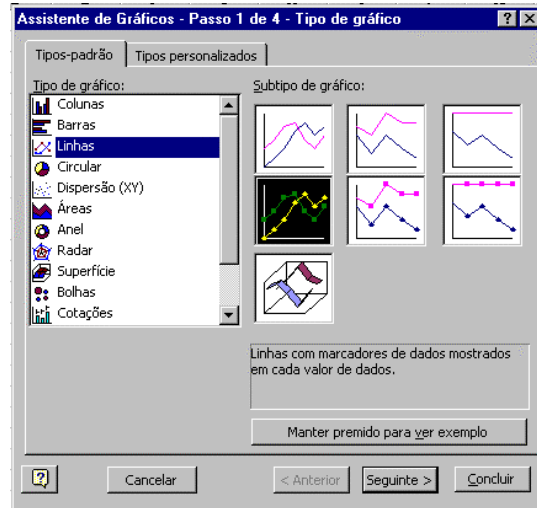 Assistente de Gráficos - Passo 1 de 4 - Tipo de gráfico
Tipos-padrão
Tipos personalizados
Tipo de gráfico:
Colunas
Barras
Linhas
Circular
Dispersão (XY)
Áreas
Anel
Radar
Superfície
Bolhas
Cotações
Subtipo de gráfico:
Linhas com marcadores de dados mostrados
em cada valor de dados.
Manter premido para ver exemplo
Cancelar
< Anterior
Seguinte >
Concluir